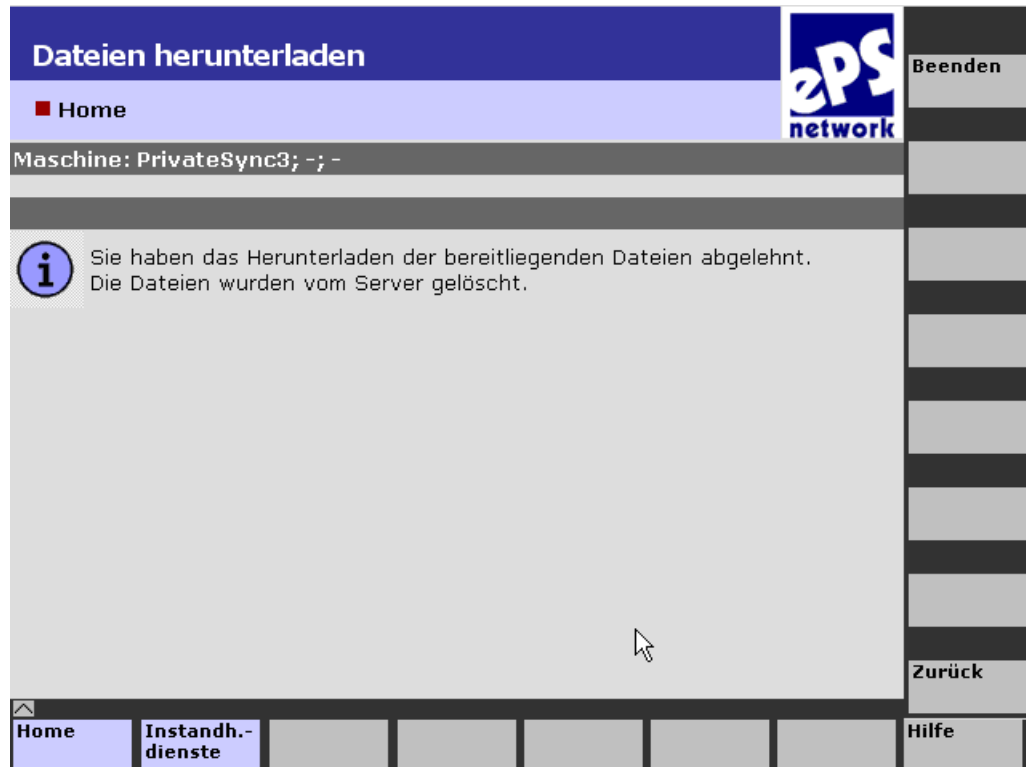 Dateien herunterladen
ePS
network
Beenden
Home
Maschine: PrivateSync3; -; -
i
Sie haben das Herunterladen der bereitliegenden Dateien abgelehnt.
Die Dateien wurden vom Server gelöscht.
Zurück
Home
Instandh.-
dienste
Hilfe